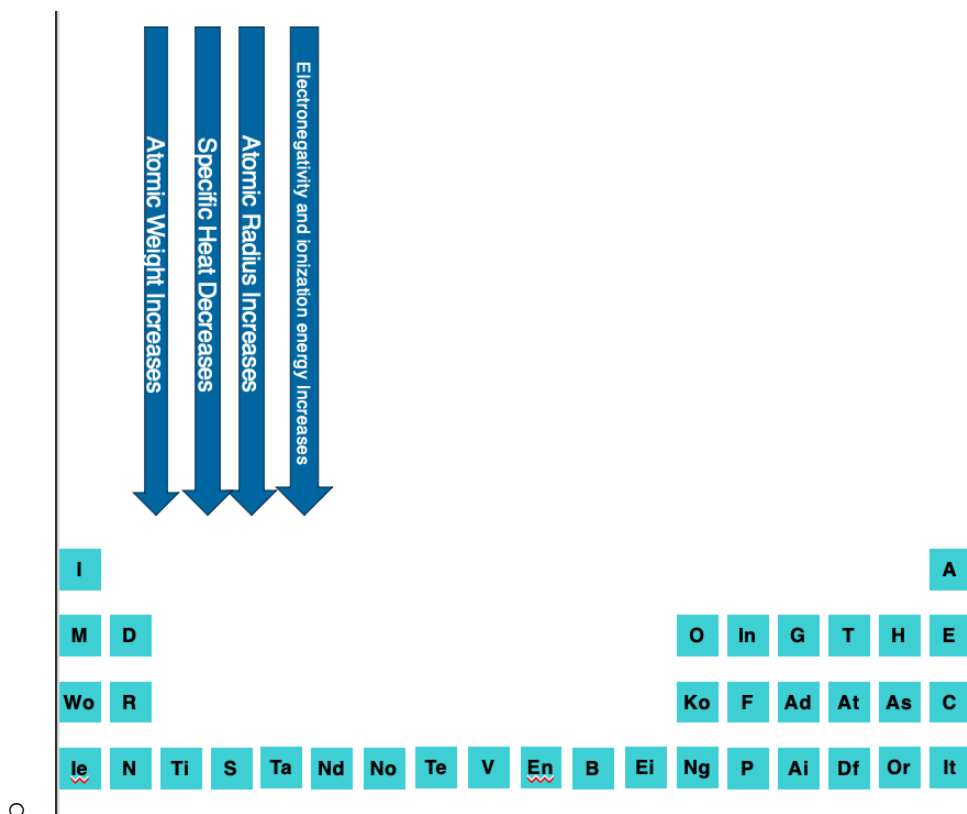 Atomic Weight Increases
Specific Heat Decreases
Atomic Radius Increases
Electronegativity and ionization energy Increases
I A
M D O In G T H E
Wo R Ko F Ad At As C
Ie N Ti S Ta Nd No Te V En B Ei Ng P Ai Df Or It